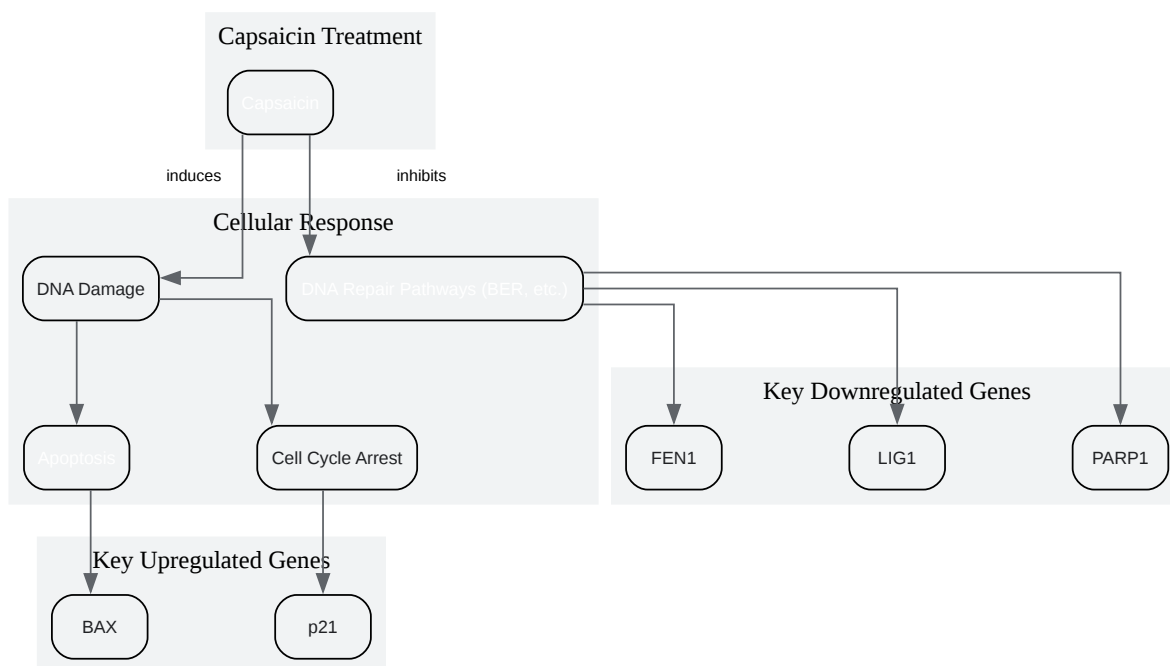 Capsaicin Treatment
Capsaicin
induces
inhibits
Cellular Response
DNA Damage
DNA Repair Pathways (BER, etc.)
Key Downregulated Genes
Apoptosis
Cell Cycle Arrest
FEN1
LIG1
PARP1
Key Upregulated Genes
BAX
p21